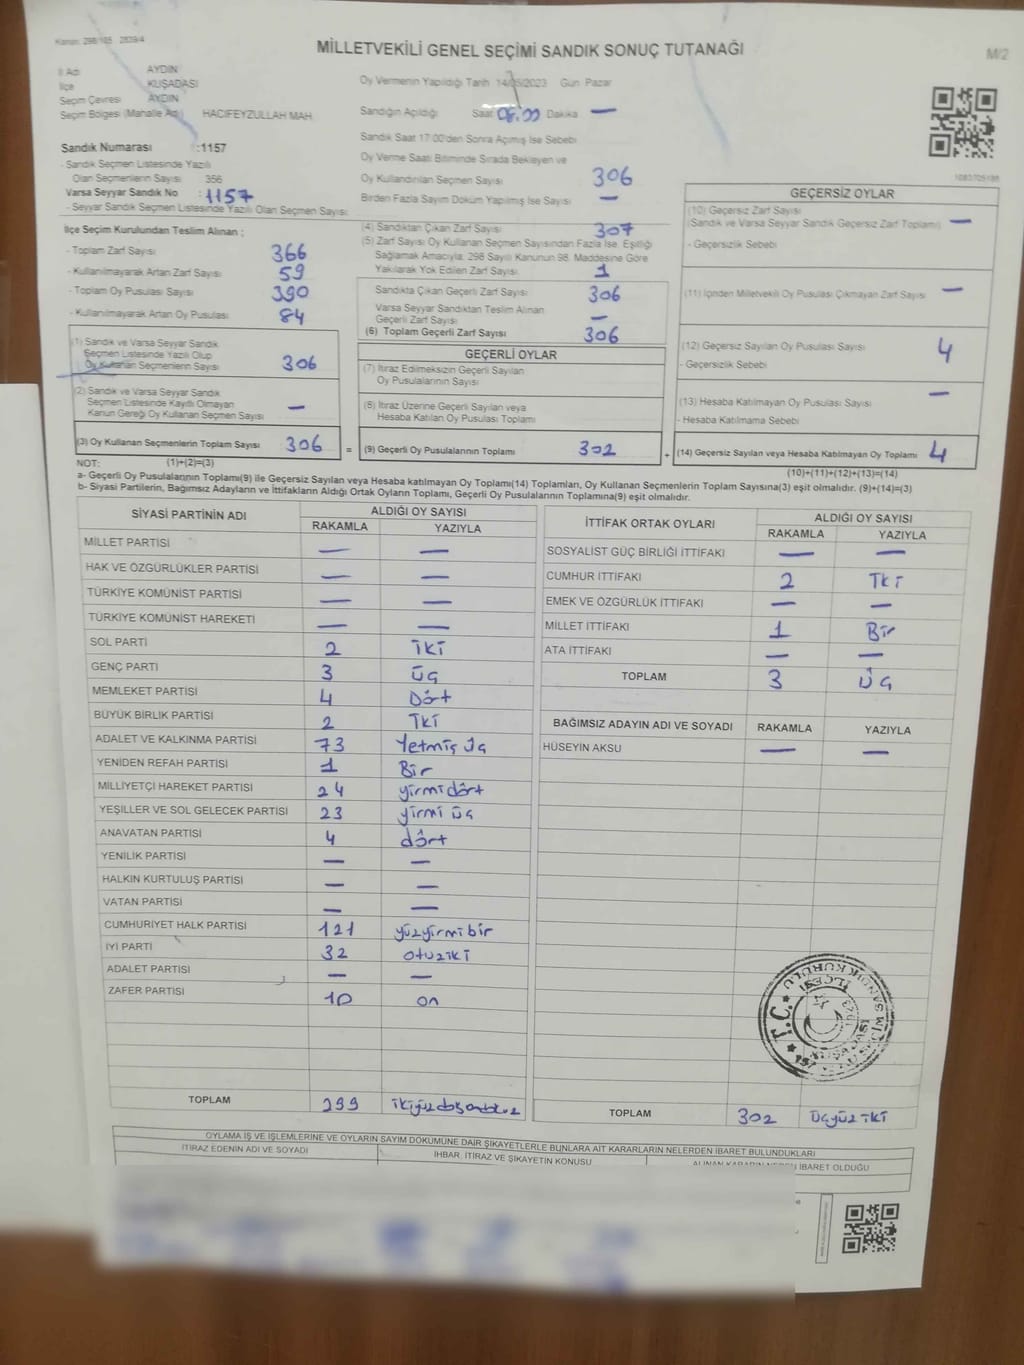 Kanun: 298/105 2839/4
MİLLETVEKİLİ GENEL SEÇİMİ SANDIK SONUÇ TUTANAĞI
M/2
İl Adı AYDIN
İlçe KUŞADASI
Seçim Çevresi AYDIN
Seçim Bölgesi (Mahalle Adı) HACIFEYZULLAH MAH.
Sandık Numarası :1157
- Sandık Seçmen Listesinde Yazılı
Olan Seçmenlerin Sayısı 356
Varsa Seyyar Sandık No : 1157
- Seyyar Sandık Seçmen Listesinde Yazılı Olan Seçmen Sayısı
Oy Vermenin Yapıldığı Tarih 14/05/2023 Gün Pazar
Sandığın Açıldığı Saat 08.00 Dakika —
Sandık Saat 17:00'den Sonra Açımış İse Sebebi
Oy Verme Saati Bitiminde Sırada Bekleyen ve
Oy Kullandırılan Seçmen Sayısı 306
Birden Fazla Sayım Döküm Yapılmış İse Sayısı —
İlçe Seçim Kurulundan Teslim Alınan ;
- Toplam Zarf Sayısı 366
- Kullanılmayarak Artan Zarf Sayısı 59
- Toplam Oy Pusulası Sayısı 390
- Kullanılmayarak Artan Oy Pusulası 84
(4) Sandıktan Çıkan Zarf Sayısı 307
(5) Zarf Sayısı Oy Kullanan Seçmen Sayısından Fazla İse, Eşitliği
Sağlamak Amacıyla; 298 Sayılı Kanunun 98. Maddesine Göre
Yakılarak Yok Edilen Zarf Sayısı 1
Sandıkta Çıkan Geçerli Zarf Sayısı 306
Varsa Seyyar Sandıktan Teslim Alınan
Geçerli Zarf Sayısı —
(6) Toplam Geçerli Zarf Sayısı 306
GEÇERSİZ OYLAR
(10) Geçersiz Zarf Sayısı
(Sandık ve Varsa Seyyar Sandık Geçersiz Zarf Toplamı) —
- Geçersizlik Sebebi
(11) İçinden Milletvekili Oy Pusulası Çıkmayan Zarf Sayısı —
(12) Geçersiz Sayılan Oy Pusulası Sayısı 4
- Geçersizlik Sebebi
(13) Hesaba Katılmayan Oy Pusulası Sayısı —
- Hesaba Katılmama Sebebi
(14) Geçersiz Sayılan veya Hesaba Katılmayan Oy Toplamı 4
(10)+(11)+(12)+(13)=(14)
(1) Sandık ve Varsa Seyyar Sandık
Seçmen Listesinde Yazılı Olup
Oy Kullanan Seçmenlerin Sayısı 306
(2) Sandık ve Varsa Seyyar Sandık
Seçmen Listesinde Kayıtlı Olmayan
Kanun Gereği Oy Kullanan Seçmen Sayısı —
(3) Oy Kullanan Seçmenlerin Toplam Sayısı 306 =
GEÇERLİ OYLAR
(7) İtiraz Edilmeksizin Geçerli Sayılan
Oy Pusulalarının Sayısı
(8) İtiraz Üzerine Geçerli Sayılan veya
Hesaba Katılan Oy Pusulası Toplamı
(9) Geçerli Oy Pusulalarının Toplamı 302 +
NOT: (1)+(2)=(3)
a- Geçerli Oy Pusulalarının Toplamı(9) ile Geçersiz Sayılan veya Hesaba katılmayan Oy Toplamı(14) Toplamları, Oy Kullanan Seçmenlerin Toplam Sayısına(3) eşit olmalıdır. (9)+(14)=(3)
b- Siyasi Partilerin, Bağımsız Adayların ve İttifakların Aldığı Ortak Oyların Toplamı, Geçerli Oy Pusulalarının Toplamına(9) eşit olmalıdır.
SİYASİ PARTİNİN ADI ALDIĞI OY SAYISI
RAKAMLA YAZIYLA
MİLLET PARTİSİ — —
HAK VE ÖZGÜRLÜKLER PARTİSİ — —
TÜRKİYE KOMÜNİST PARTİSİ — —
TÜRKİYE KOMÜNİST HAREKETİ — —
SOL PARTİ 2 iki
GENÇ PARTİ 3 üç
MEMLEKET PARTİSİ 4 Dört
BÜYÜK BİRLİK PARTİSİ 2 İki
ADALET VE KALKINMA PARTİSİ 73 Yetmiş üç
YENİDEN REFAH PARTİSİ 1 Bir
MİLLİYETÇİ HAREKET PARTİSİ 24 yirmidört
YEŞİLLER VE SOL GELECEK PARTİSİ 23 yirmi üç
ANAVATAN PARTİSİ 4 dört
YENİLİK PARTİSİ — —
HALKIN KURTULUŞ PARTİSİ — —
VATAN PARTİSİ — —
CUMHURİYET HALK PARTİSİ 121 yüzyirmibir
İYİ PARTİ 32 otuziki
ADALET PARTİSİ — —
ZAFER PARTİSİ 10 on
TOPLAM 299 ikiyüzdoksandokuz
İTTİFAK ORTAK OYLARI ALDIĞI OY SAYISI
RAKAMLA YAZIYLA
SOSYALİST GÜÇ BİRLİĞİ İTTİFAKI — —
CUMHUR İTTİFAKI 2 İki
EMEK VE ÖZGÜRLÜK İTTİFAKI — —
MİLLET İTTİFAKI 1 Bir
ATA İTTİFAKI — —
TOPLAM 3 üç
BAĞIMSIZ ADAYIN ADI VE SOYADI RAKAMLA YAZIYLA
HÜSEYİN AKSU — —
T.C.
TOPLAM 302 üçyüziki
OYLAMA İŞ VE İŞLEMLERİNE VE OYLARIN SAYIM DÖKÜMÜNE DAİR ŞİKAYETLERLE BUNLARA AİT KARARLARIN NELERDEN İBARET BULUNDUKLARI
İTİRAZ EDENİN ADI VE SOYADI İHBAR, İTİRAZ VE ŞİKAYETİN KONUSU ALINAN KARARIN NEDEN İBARET OLDUĞU